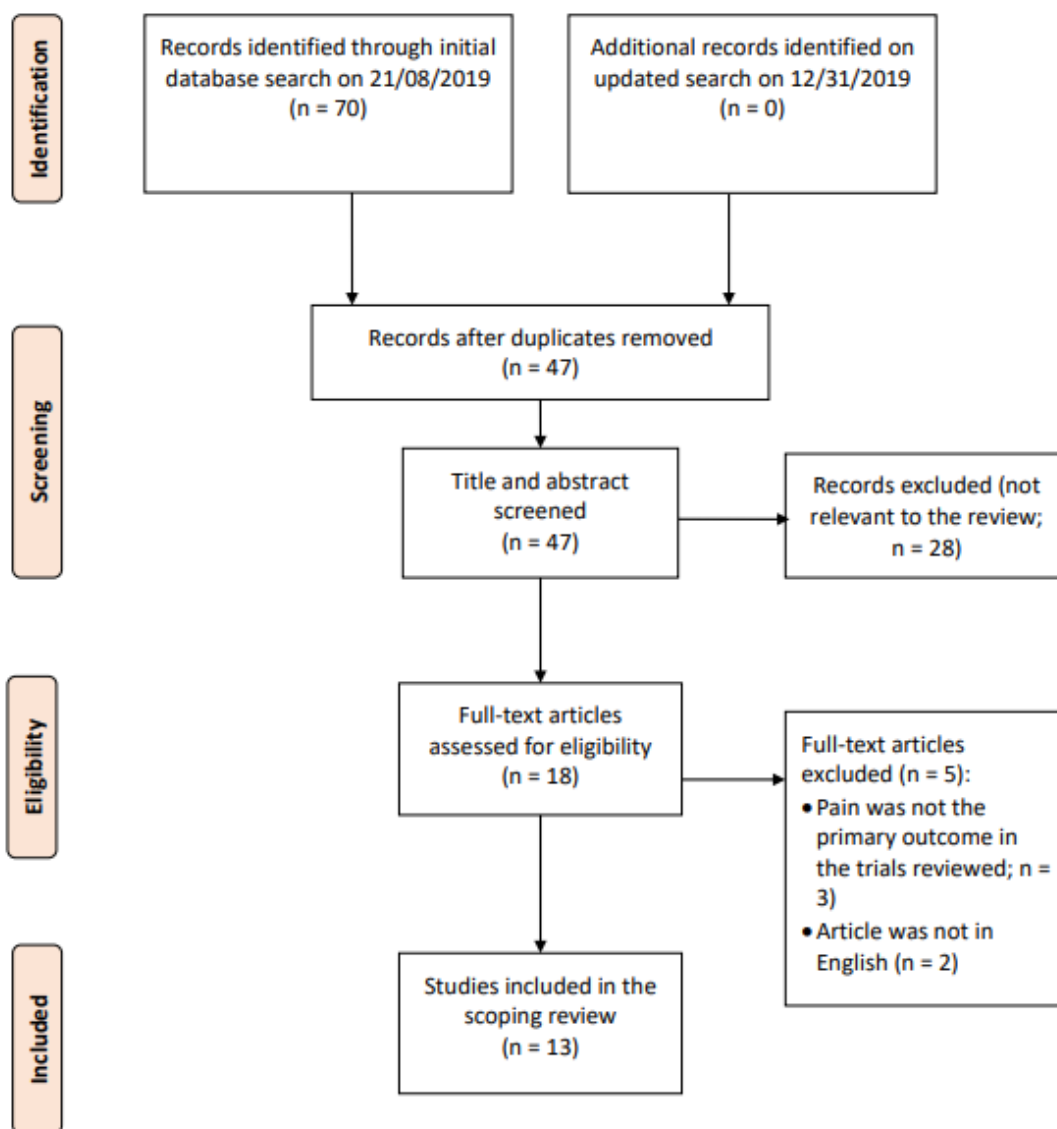 Identification
Records identified through initial
database search on 21/08/2019
(n = 70)
Additional records identified on
updated search on 12/31/2019
(n = 0)
Screening
Records after duplicates removed
(n = 47)
Title and abstract
screened
(n = 47)
Records excluded (not
relevant to the review;
n = 28)
Eligibility
Full-text articles
assessed for eligibility
(n = 18)
Full-text articles
excluded (n = 5):
• Pain was not the
primary outcome in
the trials reviewed; n =
3)
• Article was not in
English (n = 2)
Included
Studies included in the
scoping review
(n = 13)